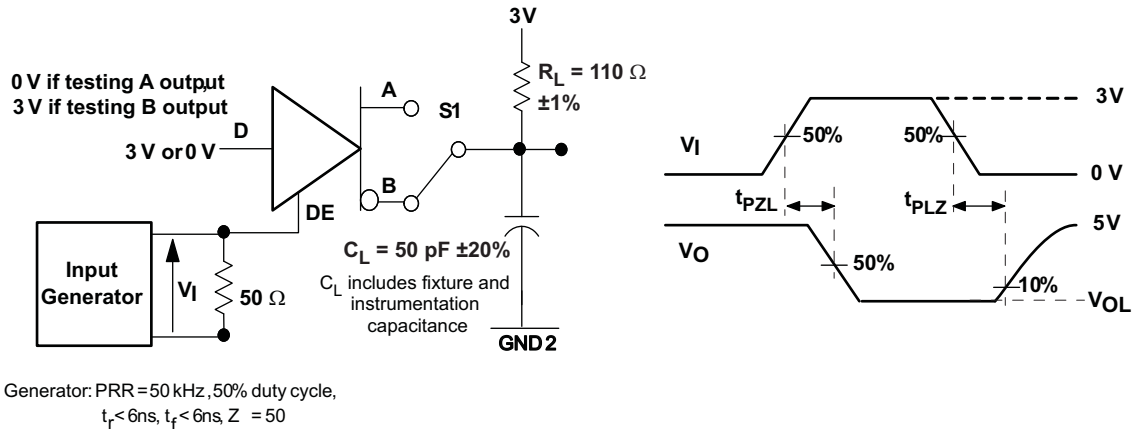 3V
R_L = 110 Ω
±1%
0 V if testing A output,
3 V if testing B output
A
S1
D
3 V or 0 V
B
DE
C_L = 50 pF ±20%
C_L includes fixture and
instrumentation
capacitance
Input
Generator
V_I
50 Ω
GND 2
Generator: PRR = 50 kHz, 50% duty cycle,
t_r < 6ns, t_f < 6ns, Z = 50
3V
V_I
50%
50%
0 V
t_PZL
t_PLZ
5V
V_O
50%
10%
V_OL